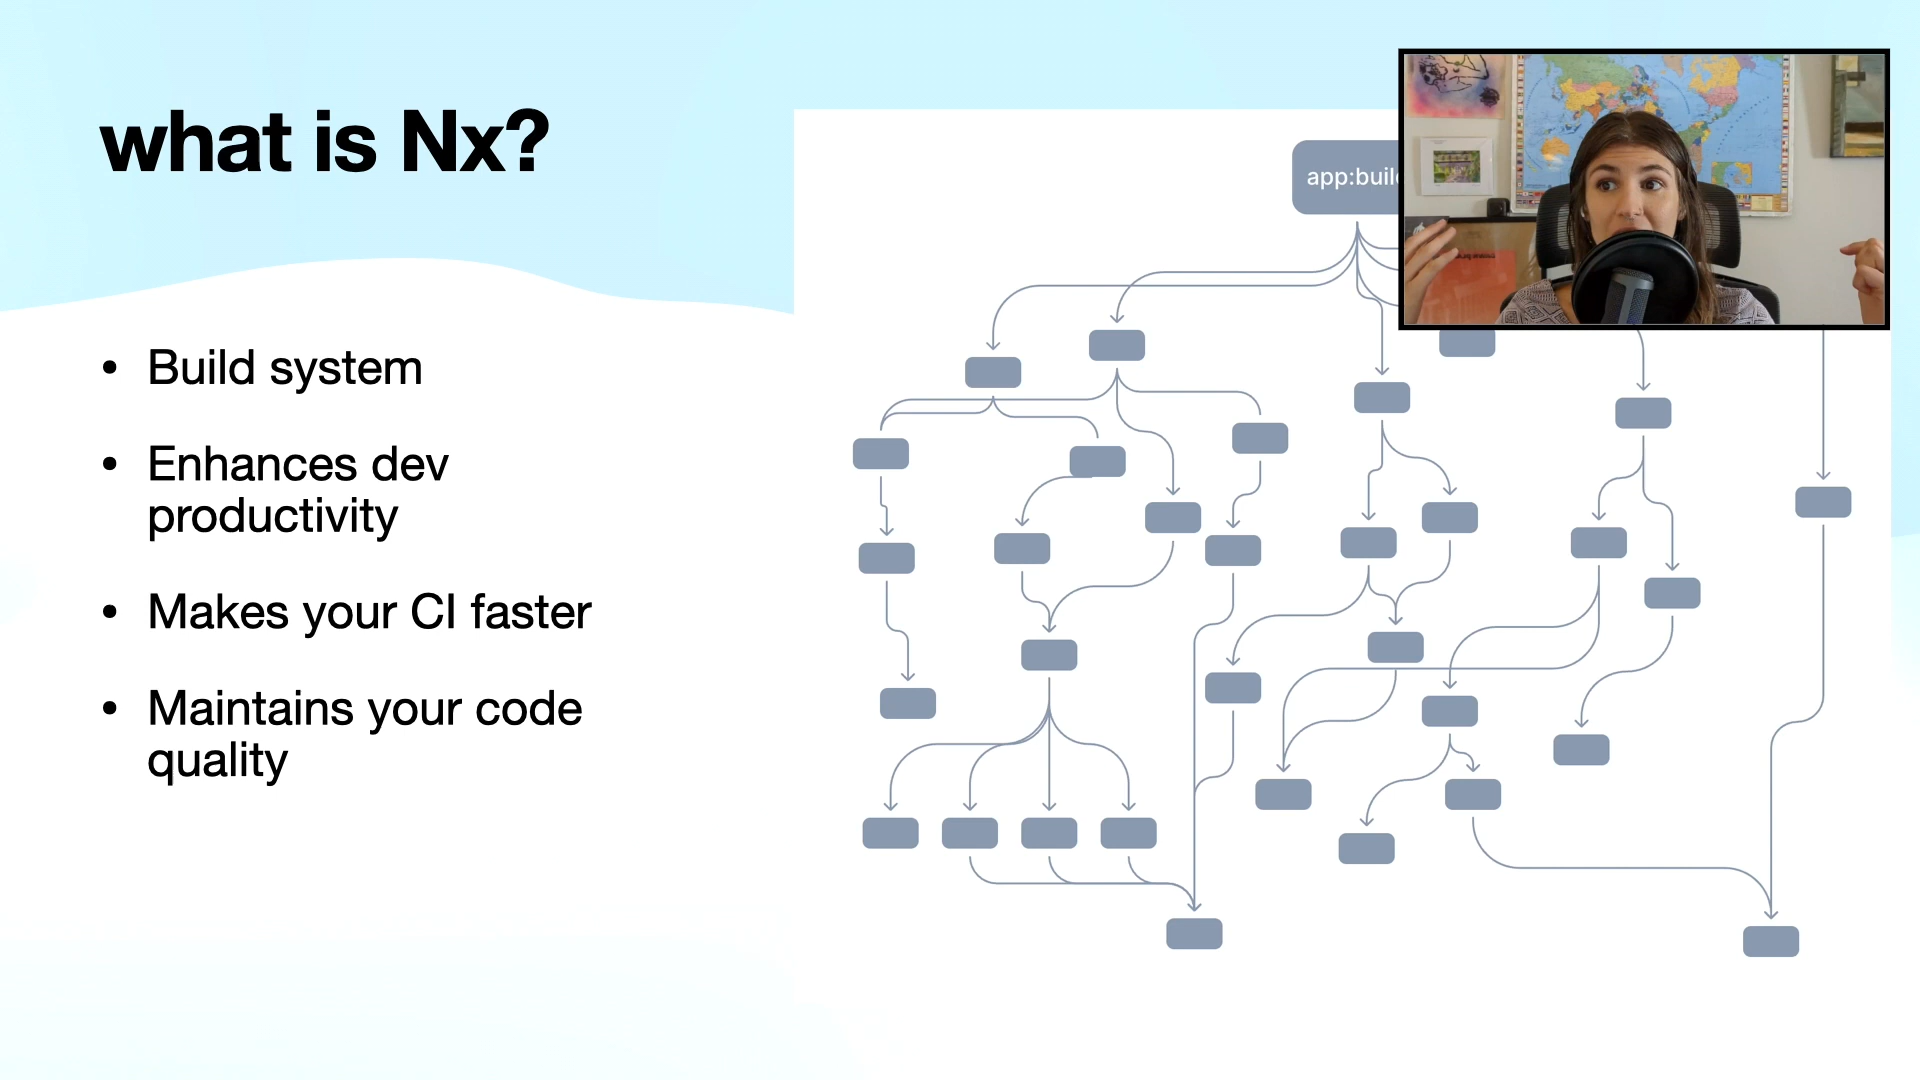 what is Nx?
• Build system
• Enhances dev
productivity
• Makes your CI faster
• Maintains your code
quality
app:buil